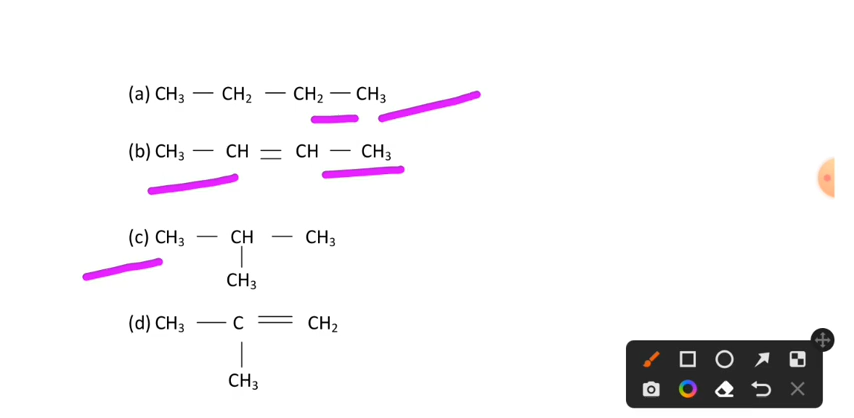 (a) CH₃ — CH₂ — CH₂ — CH₃
(b) CH₃ — CH = CH — CH₃
(c) CH₃ — CH — CH₃
|
CH₃
(d) CH₃ — C = CH₂
|
CH₃